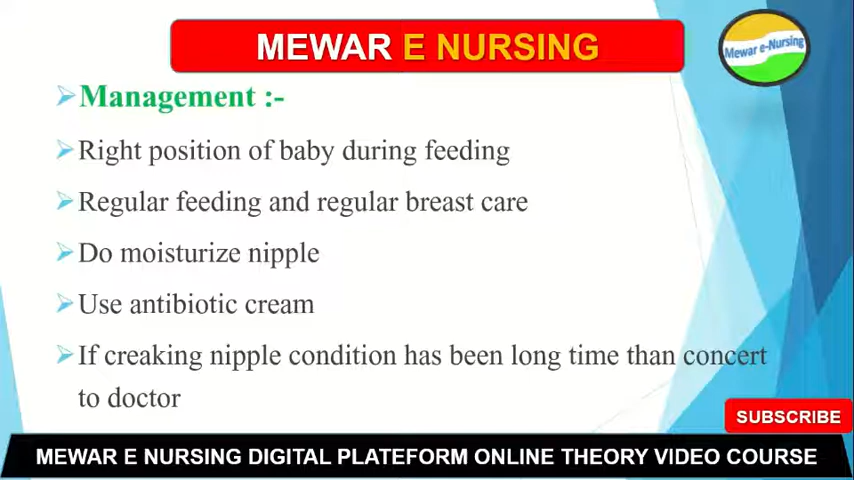 MEWAR E NURSING
Mewar e-Nursing
Management :-
Right position of baby during feeding
Regular feeding and regular breast care
Do moisturize nipple
Use antibiotic cream
If creaking nipple condition has been long time than concert
to doctor
SUBSCRIBE
MEWAR E NURSING DIGITAL PLATEFORM ONLINE THEORY VIDEO COURSE